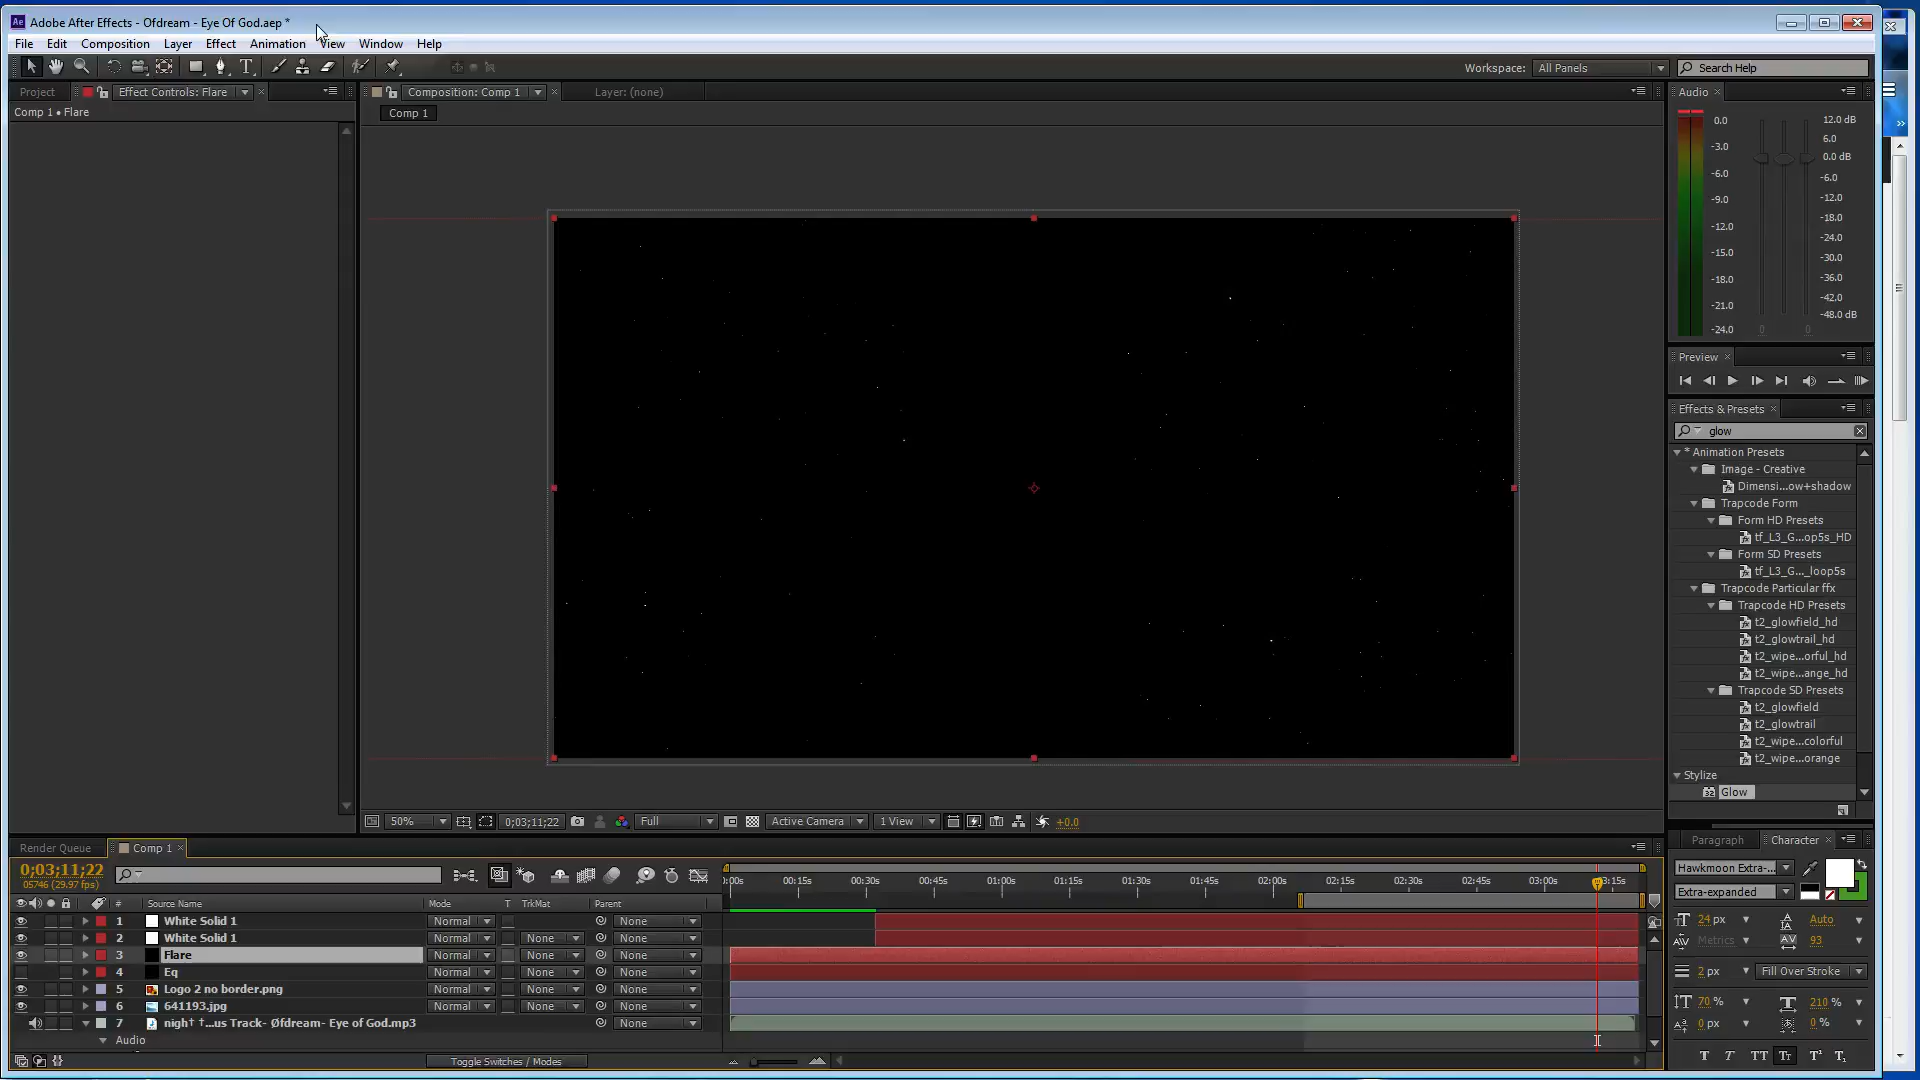 Adobe After Effects - Ofdream - Eye Of God.aep *
File Edit Composition Layer Effect Animation View Window Help
Workspace: All Panels Search Help
Project Effect Controls: Flare Composition: Comp 1 Layer: (none) Audio
Comp 1 • Flare
Comp 1
0.0
-3.0
-6.0
-9.0
-12.0
-15.0
-18.0
-21.0
-24.0
12.0 dB
6.0
0.0 dB
-6.0
-12.0
-18.0
-24.0
-30.0
-36.0
-42.0
-48.0 dB
0 0
Preview
Effects & Presets
glow
* Animation Presets
Image - Creative
Dimensi...ow+shadow
Trapcode Form
Form HD Presets
tf_L3_G...op5s_HD
Form SD Presets
tf_L3_G..._loop5s
Trapcode Particular ffx
Trapcode HD Presets
t2_glowfield_hd
t2_glowtrail_hd
t2_wipe...orful_hd
t2_wipe...ange_hd
Trapcode SD Presets
t2_glowfield
t2_glowtrail
t2_wipe...colorful
t2_wipe...orange
Stylize
32 Glow
50% 0;03;11;22 Full Active Camera 1 View +0.0
Render Queue Comp 1
0;03;11;22
05746 (29.97 fps)
:00s 00:15s 00:30s 00:45s 01:00s 01:15s 01:30s 01:45s 02:00s 02:15s 02:30s 02:45s 03:00s 03:15s
# Source Name Mode T TrkMat Parent
1 White Solid 1 Normal None
2 White Solid 1 Normal None None
3 Flare Normal None None
4 Eq Normal None None
5 Logo 2 no border.png Normal None None
6 641193.jpg Normal None None
7 nigh† †...us Track- Øfdream- Eye of God.mp3 None
Audio
Toggle Switches / Modes
Paragraph Character
Hawkmoon Extra-...
Extra-expanded
24 px Auto
Metrics 93
2 px Fill Over Stroke
70 % 210 %
0 px 0 %
T T TT Tт T¹ T₁